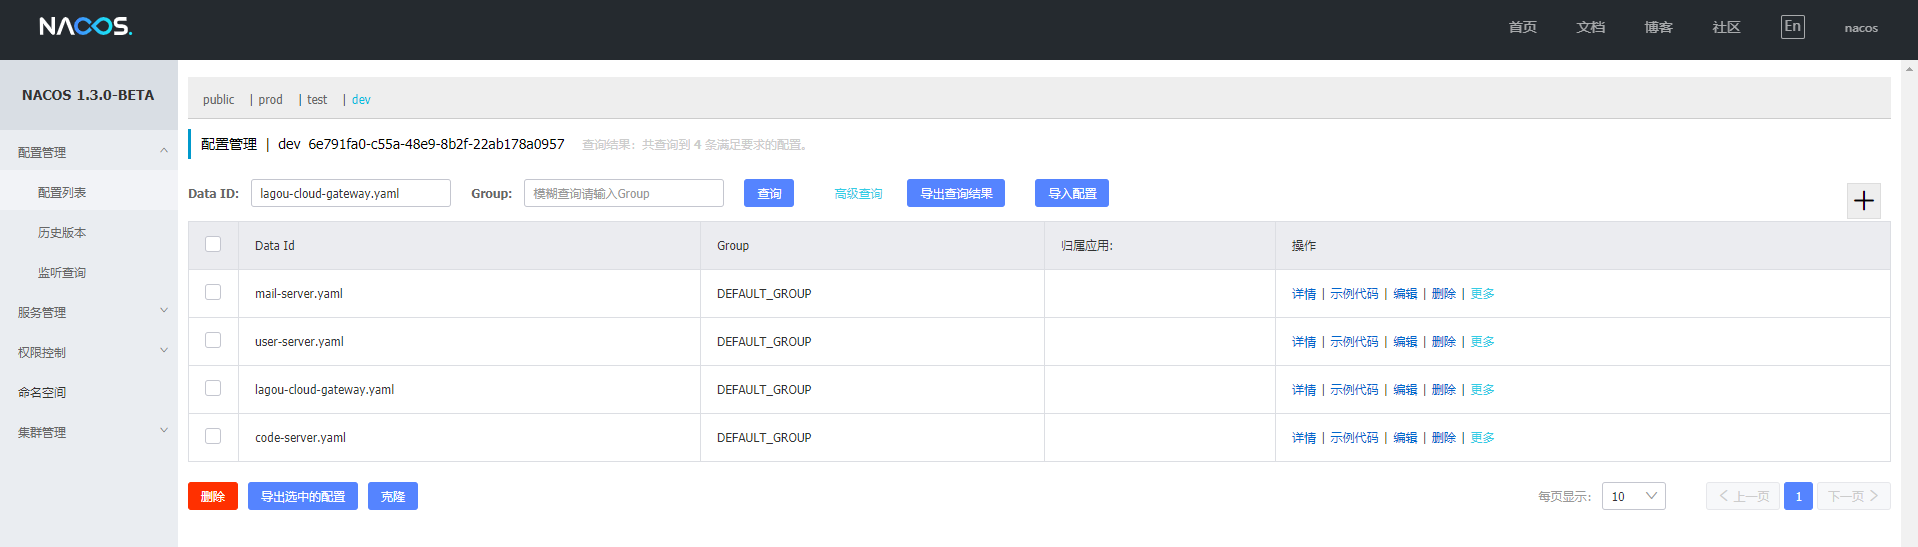 NACOS.
首页 文档 博客 社区 En nacos
NACOS 1.3.0-BETA
配置管理
配置列表
历史版本
监听查询
服务管理
权限控制
命名空间
集群管理
public | prod | test | dev
配置管理 | dev 6e791fa0-c55a-48e9-8b2f-22ab178a0957 查询结果：共查询到 4 条满足要求的配置。
Data ID: lagou-cloud-gateway.yaml Group: 模糊查询请输入Group 查询 高级查询 导出查询结果 导入配置
Data Id Group 归属应用: 操作
mail-server.yaml DEFAULT_GROUP 详情 | 示例代码 | 编辑 | 删除 | 更多
user-server.yaml DEFAULT_GROUP 详情 | 示例代码 | 编辑 | 删除 | 更多
lagou-cloud-gateway.yaml DEFAULT_GROUP 详情 | 示例代码 | 编辑 | 删除 | 更多
code-server.yaml DEFAULT_GROUP 详情 | 示例代码 | 编辑 | 删除 | 更多
删除 导出选中的配置 克隆 每页显示: 10 上一页 1 下一页